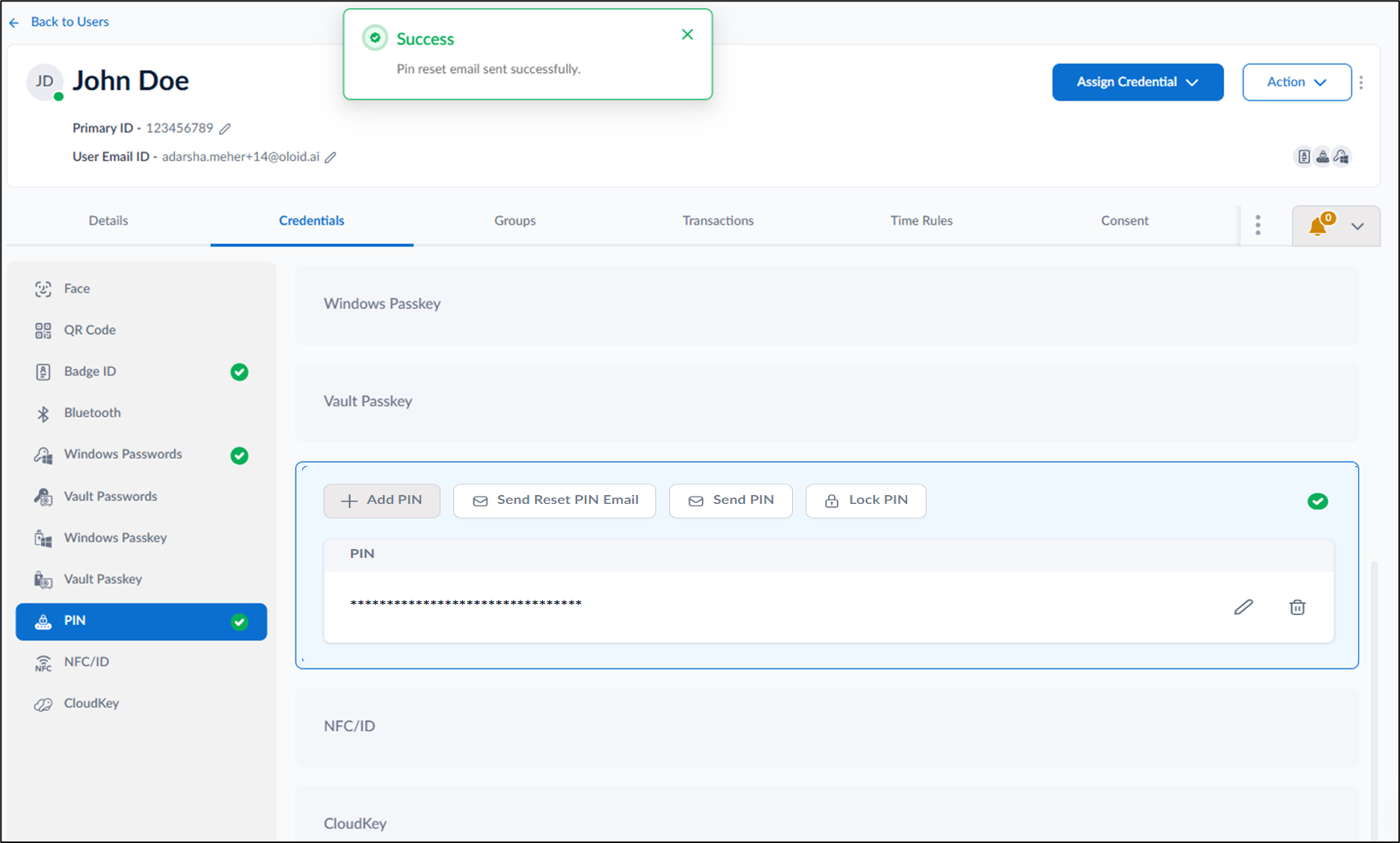 Back to Users
Success
Pin reset email sent successfully.
JD
John Doe
Assign Credential
Action
Primary ID - 123456789
User Email ID - adarsha.meher+14@oloid.ai
Details
Credentials
Groups
Transactions
Time Rules
Consent
0
Face
QR Code
Badge ID
Bluetooth
Windows Passwords
Vault Passwords
Windows Passkey
Vault Passkey
PIN
NFC
NFC/ID
CloudKey
Windows Passkey
Vault Passkey
Add PIN
Send Reset PIN Email
Send PIN
Lock PIN
PIN
********************************
NFC/ID
CloudKey